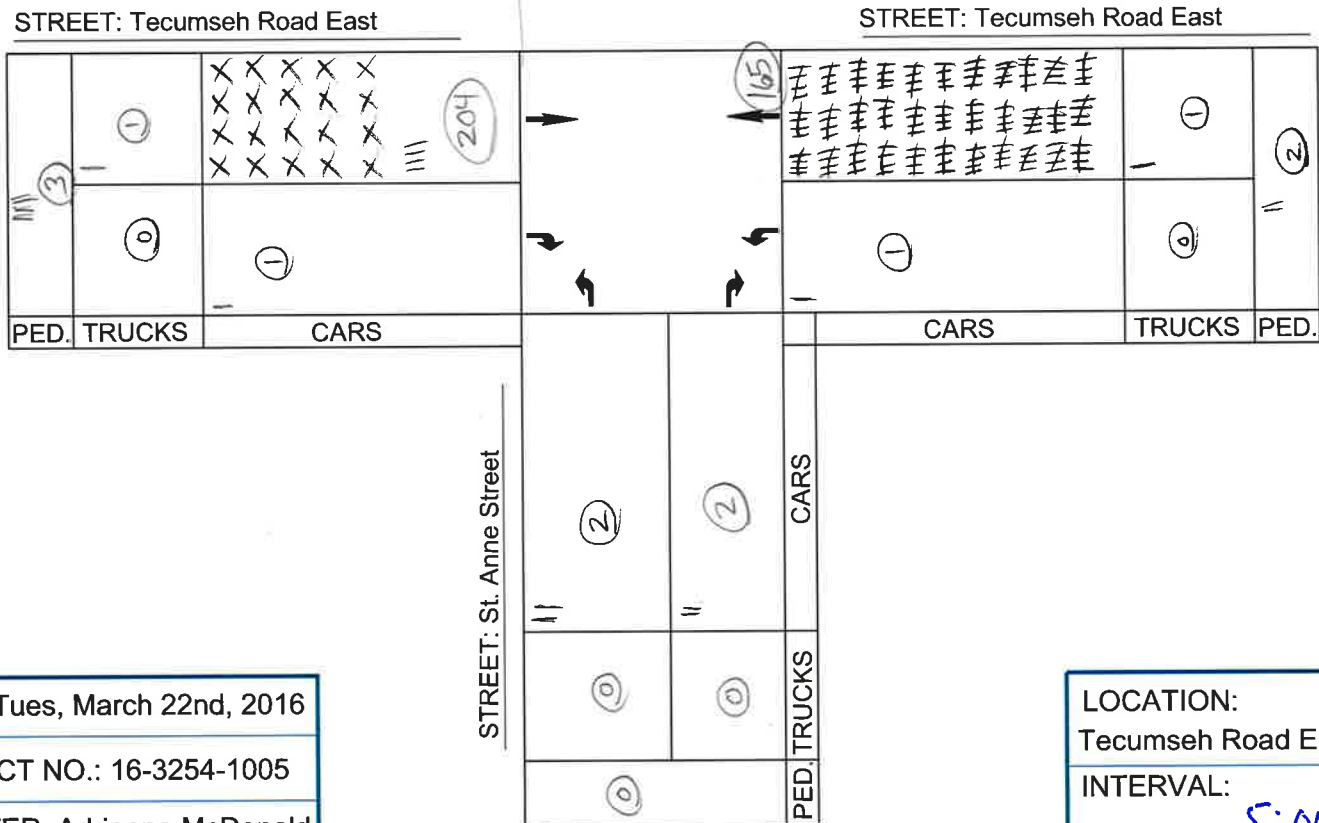 STREET: Tecumseh Road East
STREET: Tecumseh Road East
1
204
165
1
3
2
0
1
1
0
PED. TRUCKS CARS
CARS TRUCKS PED.
STREET: St. Anne Street
2
2
CARS
0
0
TRUCKS
0
PED.
Tues, March 22nd, 2016
CT NO.: 16-3254-1005
McDonald
LOCATION:
Tecumseh Road E
INTERVAL: